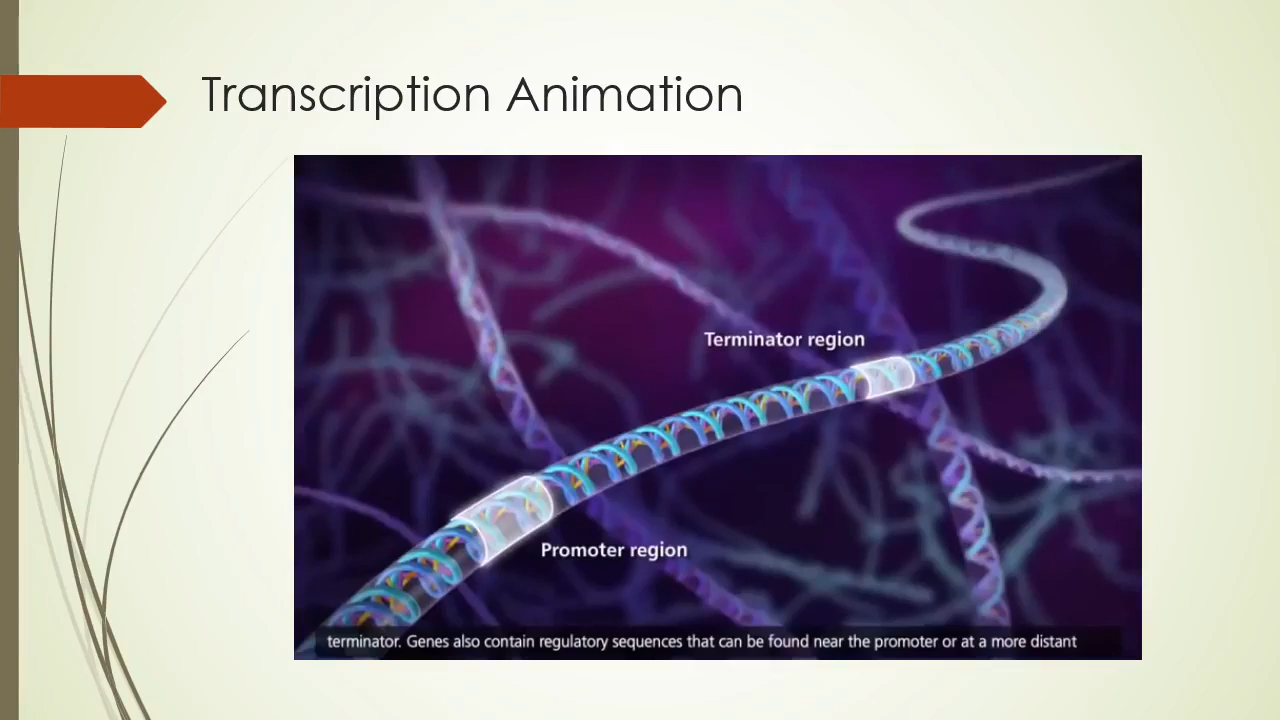 Transcription Animation
Terminator region
Promoter region
terminator. Genes also contain regulatory sequences that can be found near the promoter or at a more distant